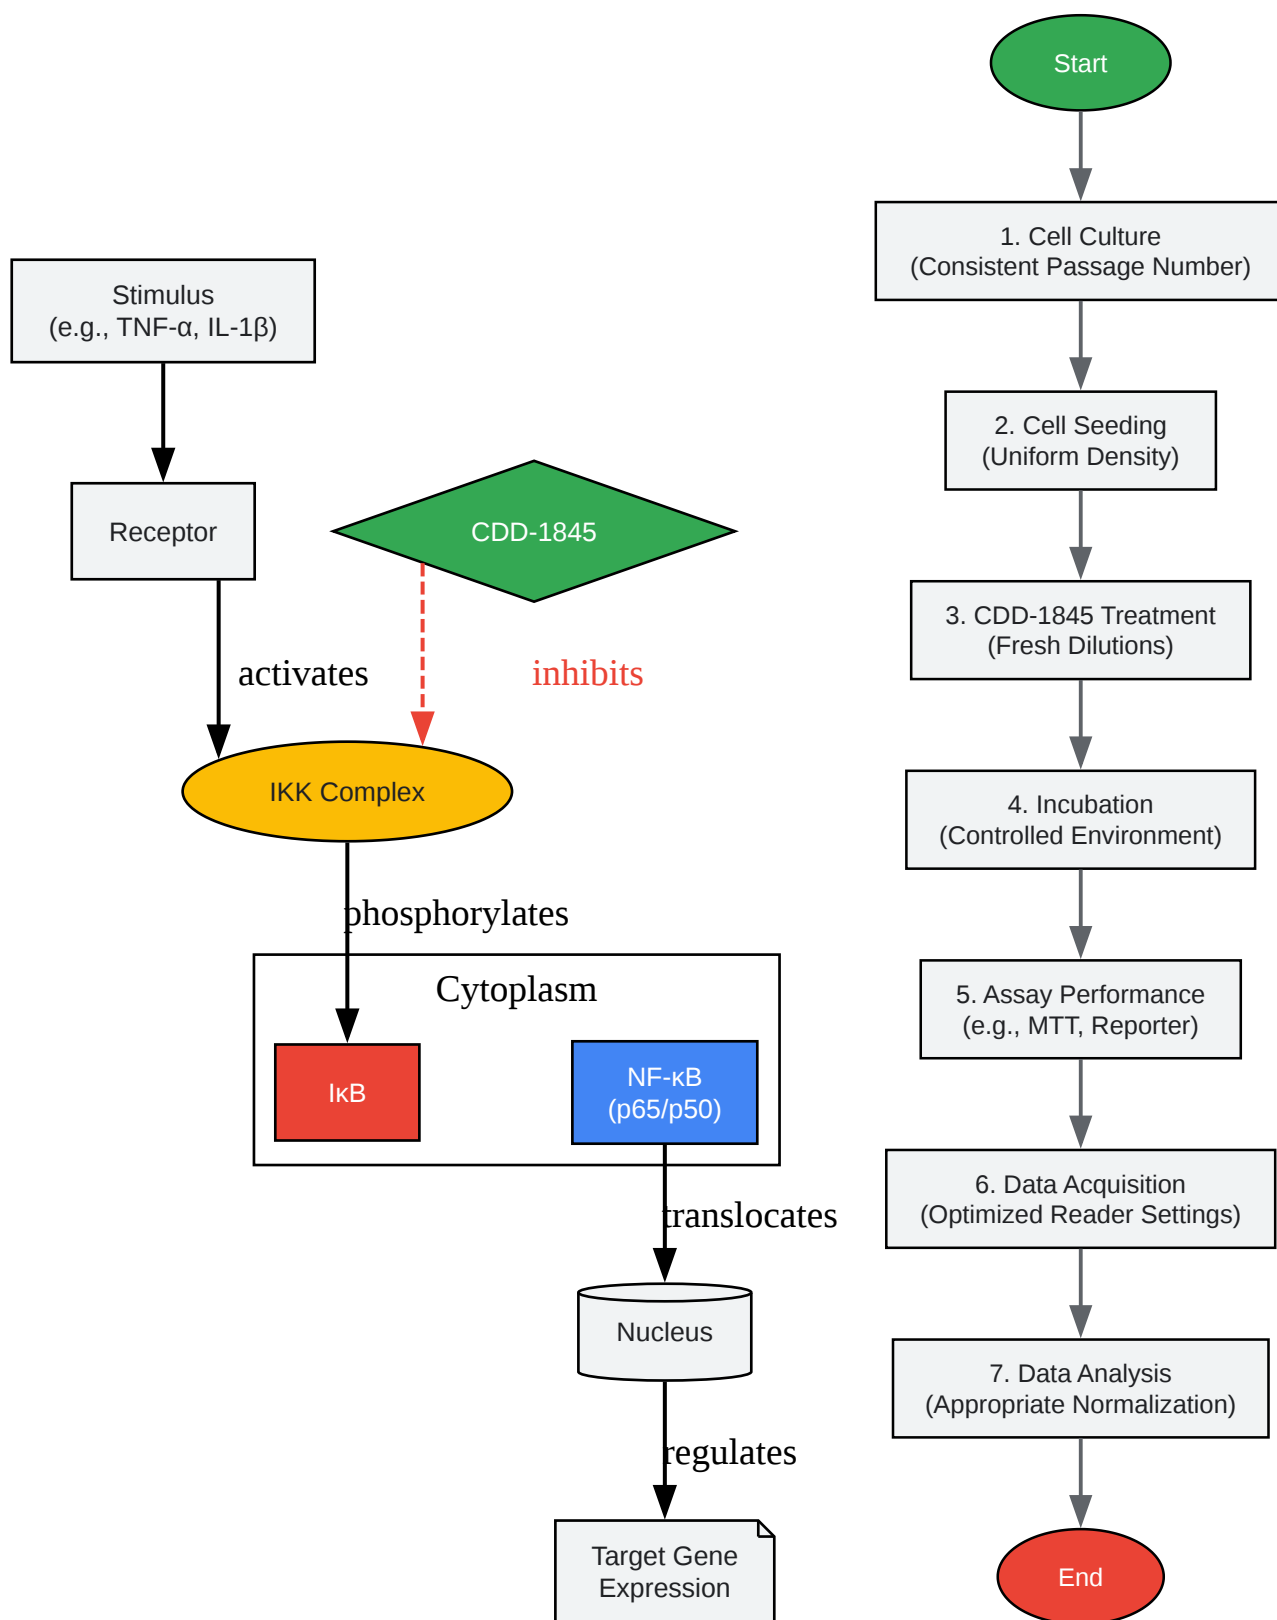 Stimulus
(e.g., TNF-α, IL-1β)
Receptor
CDD-1845
activates
inhibits
IKK Complex
phosphorylates
Cytoplasm
IκB
NF-κB
(p65/p50)
translocates
Nucleus
regulates
Target Gene
Expression
Start
1. Cell Culture
(Consistent Passage Number)
2. Cell Seeding
(Uniform Density)
3. CDD-1845 Treatment
(Fresh Dilutions)
4. Incubation
(Controlled Environment)
5. Assay Performance
(e.g., MTT, Reporter)
6. Data Acquisition
(Optimized Reader Settings)
7. Data Analysis
(Appropriate Normalization)
End